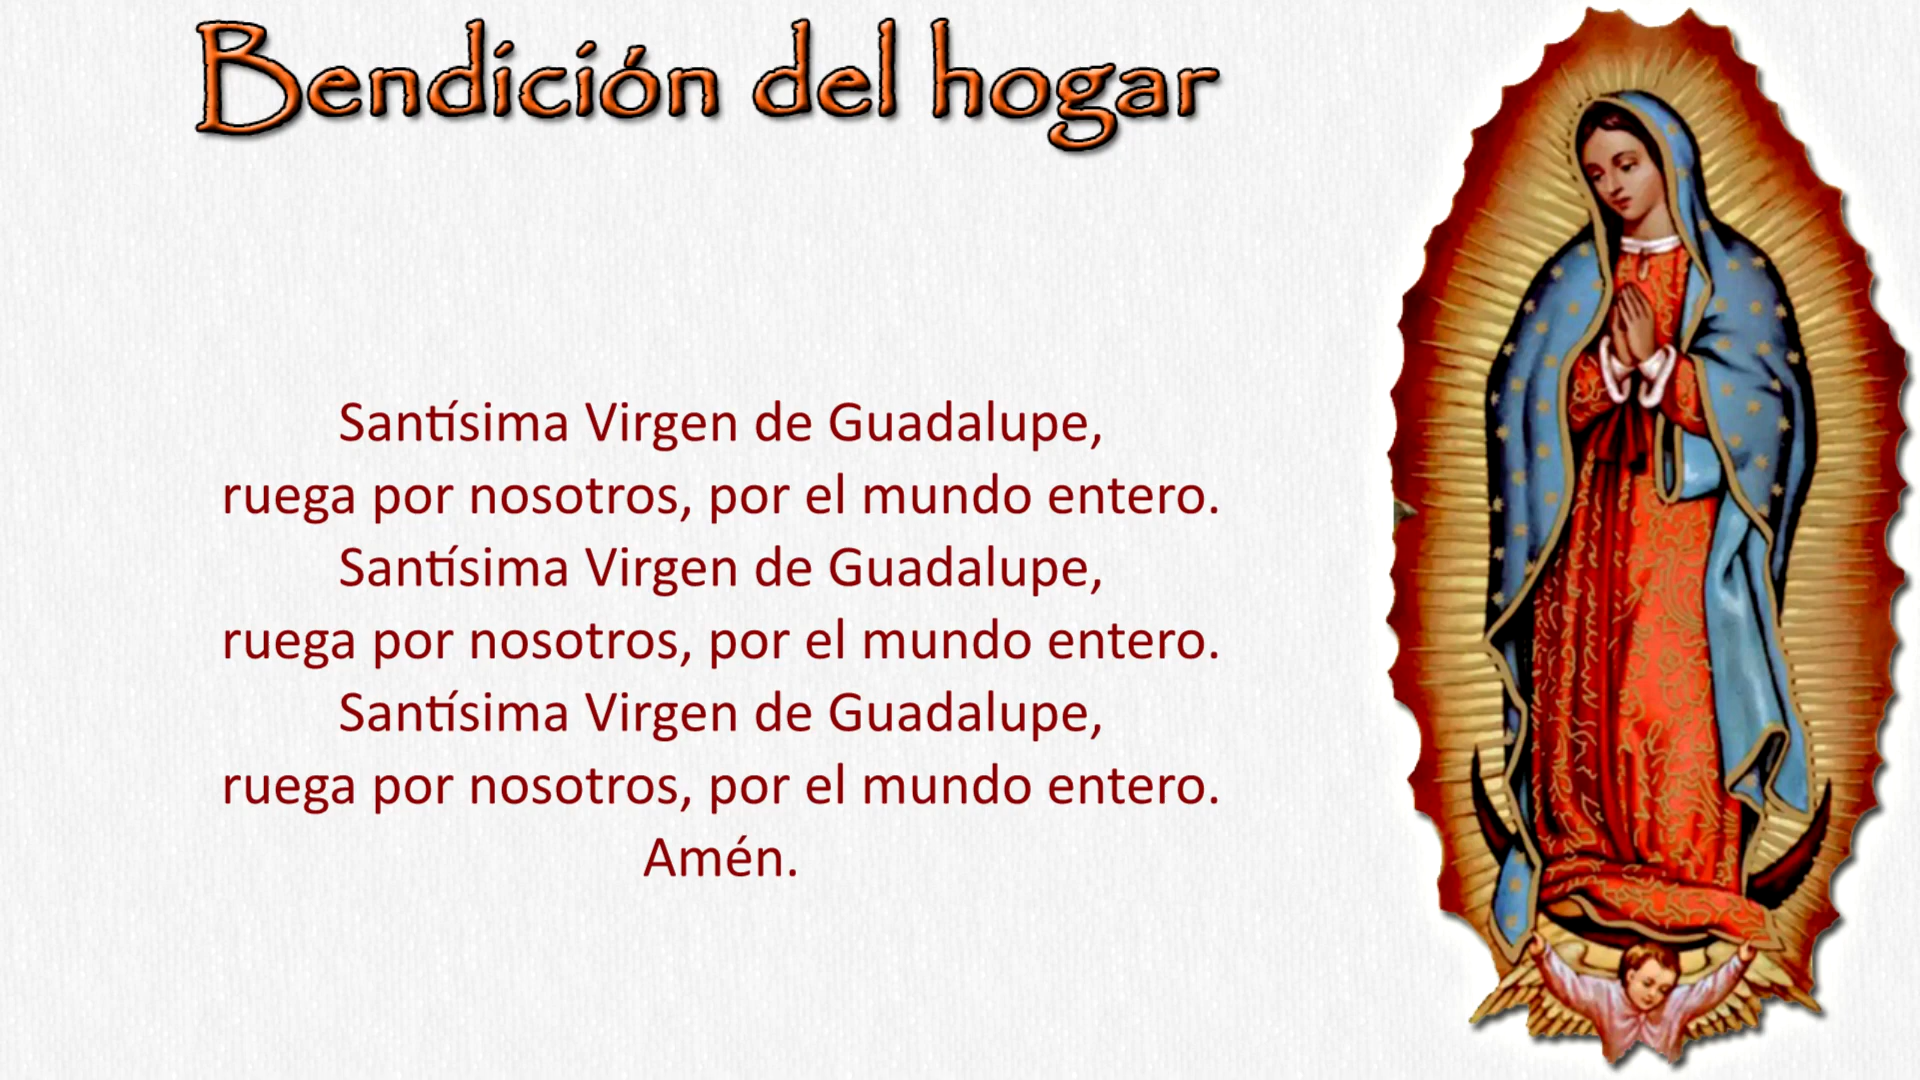 Bendición del hogar
Santísima Virgen de Guadalupe,
ruega por nosotros, por el mundo entero.
Santísima Virgen de Guadalupe,
ruega por nosotros, por el mundo entero.
Santísima Virgen de Guadalupe,
ruega por nosotros, por el mundo entero.
Amén.